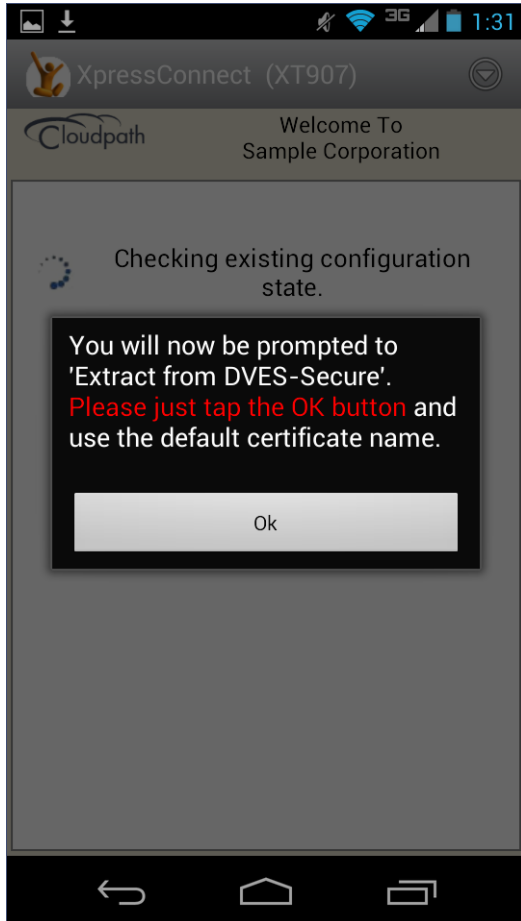 3G 1:31
XpressConnect (XT907)
Cloudpath
Welcome To
Sample Corporation
Checking existing configuration
state.
You will now be prompted to
'Extract from DVES-Secure'.
Please just tap the OK button and
use the default certificate name.
Ok